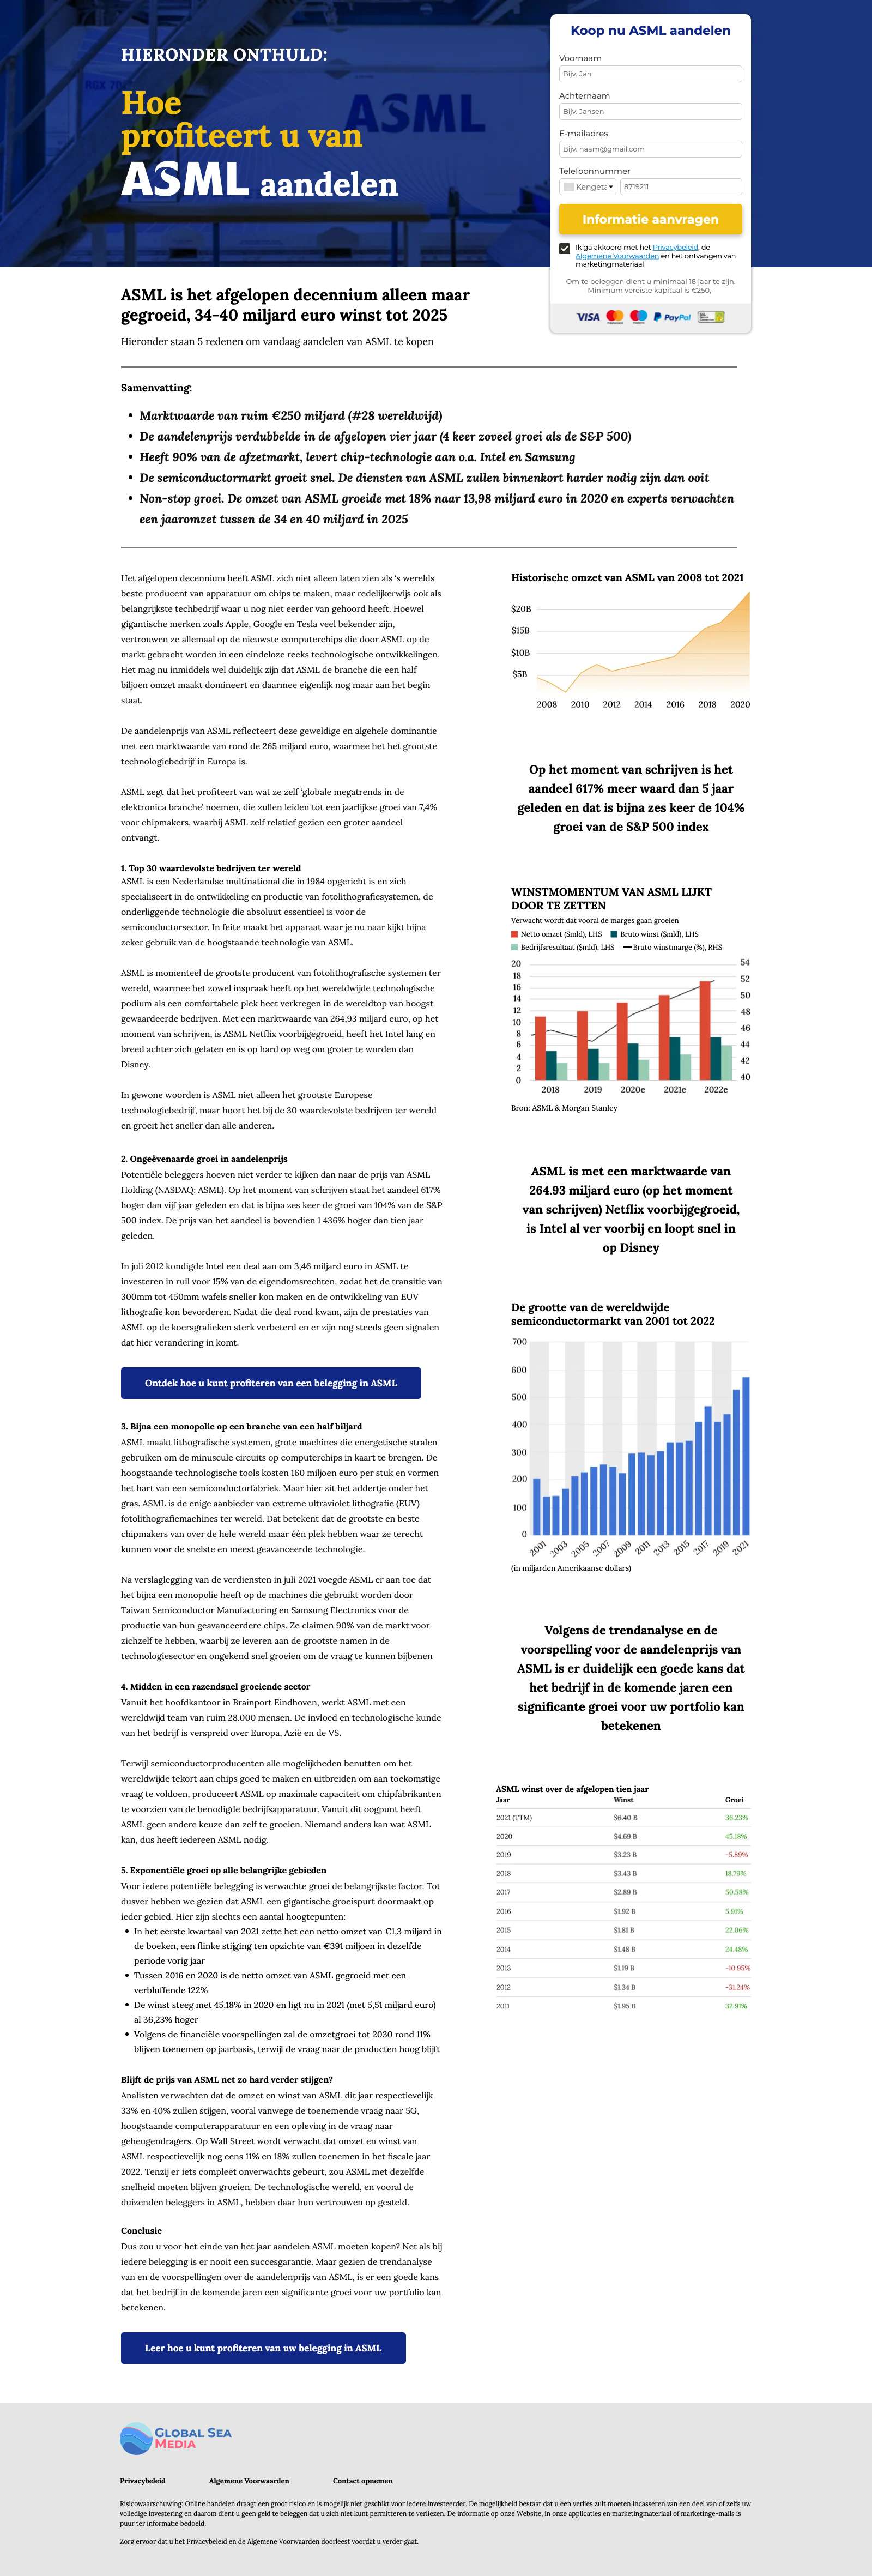 HIERONDER ONTHULD:
Hoe
profiteert u van
ASML aandelen
ASML
Koop nu ASML aandelen
Voornaam
Bijv. Jan
Achternaam
Bijv. Jansen
E-mailadres
Bijv. naam@gmail.com
Telefoonnummer
Kengeta 8719211
Informatie aanvragen
Ik ga akkoord met het Privacybeleid, de
Algemene Voorwaarden en het ontvangen van
marketingmateriaal
Om te beleggen dient u minimaal 18 jaar te zijn.
Minimum vereiste kapitaal is €250,-
VISA PayPal
ASML is het afgelopen decennium alleen maar
gegroeid, 34-40 miljard euro winst tot 2025
Hieronder staan 5 redenen om vandaag aandelen van ASML te kopen
Samenvatting:
• Marktwaarde van ruim €250 miljard (#28 wereldwijd)
• De aandelenprijs verdubbelde in de afgelopen vier jaar (4 keer zoveel groei als de S&P 500)
• Heeft 90% van de afzetmarkt, levert chip-technologie aan o.a. Intel en Samsung
• De semiconductormarkt groeit snel. De diensten van ASML zullen binnenkort harder nodig zijn dan ooit
• Non-stop groei. De omzet van ASML groeide met 18% naar 13,98 miljard euro in 2020 en experts verwachten
een jaaromzet tussen de 34 en 40 miljard in 2025
Het afgelopen decennium heeft ASML zich niet alleen laten zien als 's werelds
beste producent van apparatuur om chips te maken, maar redelijkerwijs ook als
belangrijkste techbedrijf waar u nog niet eerder van gehoord heeft. Hoewel
gigantische merken zoals Apple, Google en Tesla veel bekender zijn,
vertrouwen ze allemaal op de nieuwste computerchips die door ASML op de
markt gebracht worden in een eindeloze reeks technologische ontwikkelingen.
Het mag nu inmiddels wel duidelijk zijn dat ASML de branche die een half
biljoen omzet maakt domineert en daarmee eigenlijk nog maar aan het begin
staat.
De aandelenprijs van ASML reflecteert deze geweldige en algehele dominantie
met een marktwaarde van rond de 265 miljard euro, waarmee het het grootste
technologiebedrijf in Europa is.
ASML zegt dat het profiteert van wat ze zelf 'globale megatrends in de
elektronica branche' noemen, die zullen leiden tot een jaarlijkse groei van 7,4%
voor chipmakers, waarbij ASML zelf relatief gezien een groter aandeel
ontvangt.
1. Top 30 waardevolste bedrijven ter wereld
ASML is een Nederlandse multinational die in 1984 opgericht is en zich
specialiseert in de ontwikkeling en productie van fotolithografiesystemen, de
onderliggende technologie die absoluut essentieel is voor de
semiconductorsector. In feite maakt het apparaat waar je nu naar kijkt bijna
zeker gebruik van de hoogstaande technologie van ASML.
ASML is momenteel de grootste producent van fotolithografische systemen ter
wereld, waarmee het zowel inspraak heeft op het wereldwijde technologische
podium als een comfortabele plek heer verkregen in de wereldtop van hoogst
gewaardeerde bedrijven. Met een marktwaarde van 264,93 miljard euro, op het
moment van schrijven, is ASML Netflix voorbijgegroeid, heeft het Intel lang en
breed achter zich gelaten en is op hard op weg om groter te worden dan
Disney.
In gewone woorden is ASML niet alleen het grootste Europese
technologiebedrijf, maar hoort het bij de 30 waardevolste bedrijven ter wereld
en groeit het sneller dan alle anderen.
2. Ongeëvenaarde groei in aandelenprijs
Potentiële beleggers hoeven niet verder te kijken dan naar de prijs van ASML
Holding (NASDAQ: ASML). Op het moment van schrijven staat het aandeel 617%
hoger dan vijf jaar geleden en dat is bijna zes keer de groei van 104% van de S&P
500 index. De prijs van het aandeel is bovendien 1 436% hoger dan tien jaar
geleden.
In juli 2012 kondigde Intel een deal aan om 3,46 miljard euro in ASML te
investeren in ruil voor 15% van de eigendomsrechten, zodat het de transitie van
300mm tot 450mm wafels sneller kon maken en de ontwikkeling van EUV
lithografie kon bevorderen. Nadat die deal rond kwam, zijn de prestaties van
ASML op de koersgrafieken sterk verbeterd en er zijn nog steeds geen signalen
dat hier verandering in komt.
Ontdek hoe u kunt profiteren van een belegging in ASML
3. Bijna een monopolie op een branche van een half biljard
ASML maakt lithografische systemen, grote machines die energetische stralen
gebruiken om de minuscule circuits op computerchips in kaart te brengen. De
hoogstaande technologische tools kosten 160 miljoen euro per stuk en vormen
het hart van een semiconductorfabriek. Maar hier zit het addertje onder het
gras. ASML is de enige aanbieder van extreme ultraviolet lithografie (EUV)
fotolithografiemachines ter wereld. Dat betekent dat de grootste en beste
chipmakers van over de hele wereld maar één plek hebben waar ze terecht
kunnen voor de snelste en meest geavanceerde technologie.
Na verslaglegging van de verdiensten in juli 2021 voegde ASML er aan toe dat
het bijna een monopolie heeft op de machines die gebruikt worden door
Taiwan Semiconductor Manufacturing en Samsung Electronics voor de
productie van hun geavanceerdere chips. Ze claimen 90% van de markt voor
zichzelf te hebben, waarbij ze leveren aan de grootste namen in de
technologiesector en ongekend snel groeien om de vraag te kunnen bijbenen
4. Midden in een razendsnel groeiende sector
Vanuit het hoofdkantoor in Brainport Eindhoven, werkt ASML met een
wereldwijd team van ruim 28.000 mensen. De invloed en technologische kunde
van het bedrijf is verspreid over Europa, Azië en de VS.
Terwijl semiconductorproducenten alle mogelijkheden benutten om het
wereldwijde tekort aan chips goed te maken en uitbreiden om aan toekomstige
vraag te voldoen, produceert ASML op maximale capaciteit om chipfabrikanten
te voorzien van de benodigde bedrijfsapparatuur. Vanuit dit oogpunt heeft
ASML geen andere keuze dan zelf te groeien. Niemand anders kan wat ASML
kan, dus heeft iedereen ASML nodig.
5. Exponentiële groei op alle belangrijke gebieden
Voor iedere potentiële belegging is verwachte groei de belangrijkste factor. Tot
dusver hebben we gezien dat ASML een gigantische groeispurt doormaakt op
ieder gebied. Hier zijn slechts een aantal hoogtepunten:
• In het eerste kwartaal van 2021 zette het een netto omzet van €1,3 miljard in
de boeken, een flinke stijging ten opzichte van €391 miljoen in dezelfde
periode vorig jaar
• Tussen 2016 en 2020 is de netto omzet van ASML gegroeid met een
verbluffende 122%
• De winst steeg met 45,18% in 2020 en ligt nu in 2021 (met 5,51 miljard euro)
al 36,23% hoger
• Volgens de financiële voorspellingen zal de omzetgroei tot 2030 rond 11%
blijven toenemen op jaarbasis, terwijl de vraag naar de producten hoog blijft
Blijft de prijs van ASML net zo hard verder stijgen?
Analisten verwachten dat de omzet en winst van ASML dit jaar respectievelijk
33% en 40% zullen stijgen, vooral vanwege de toenemende vraag naar 5G,
hoogstaande computerapparatuur en een opleving in de vraag naar
geheugendragers. Op Wall Street wordt verwacht dat omzet en winst van
ASML respectievelijk nog eens 11% en 18% zullen toenemen in het fiscale jaar
2022. Tenzij er iets compleet onverwachts gebeurt, zou ASML met dezelfde
snelheid moeten blijven groeien. De technologische wereld, en vooral de
duizenden beleggers in ASML, hebben daar hun vertrouwen op gesteld.
Conclusie
Dus zou u voor het einde van het jaar aandelen ASML moeten kopen? Net als bij
iedere belegging is er nooit een succesgarantie. Maar gezien de trendanalyse
van en de voorspellingen over de aandelenprijs van ASML, is er een goede kans
dat het bedrijf in de komende jaren een significante groei voor uw portfolio kan
betekenen.
Leer hoe u kunt profiteren van uw belegging in ASML
Historische omzet van ASML van 2008 tot 2021
$20B
$15B
$10B
$5B
2008 2010 2012 2014 2016 2018 2020
Op het moment van schrijven is het
aandeel 617% meer waard dan 5 jaar
geleden en dat is bijna zes keer de 104%
groei van de S&P 500 index
WINSTMOMENTUM VAN ASML LIJKT
DOOR TE ZETTEN
Verwacht wordt dat vooral de marges gaan groeien
Netto omzet ($mld), LHS Bruto winst ($mld), LHS
Bedrijfsresultaat ($mld), LHS Bruto winstmarge (%), RHS
20 54
18 52
16 50
14 48
12
10 46
8
6 44
4 42
2
0 40
2018 2019 2020e 2021e 2022e
Bron: ASML & Morgan Stanley
ASML is met een marktwaarde van
264.93 miljard euro (op het moment
van schrijven) Netflix voorbijgegroeid,
is Intel al ver voorbij en loopt snel in
op Disney
De grootte van de wereldwijde
semiconductormarkt van 2001 tot 2022
700
600
500
400
300
200
100
0
2001 2003 2005 2007 2009 2011 2013 2015 2017 2019 2021
(in miljarden Amerikaanse dollars)
Volgens de trendanalyse en de
voorspelling voor de aandelenprijs van
ASML is er duidelijk een goede kans dat
het bedrijf in de komende jaren een
significante groei voor uw portfolio kan
betekenen
ASML winst over de afgelopen tien jaar
Jaar Winst Groei
2021 (TTM) $6.40 B 36.23%
2020 $4.69 B 45.18%
2019 $3.23 B -5.89%
2018 $3.43 B 18.79%
2017 $2.89 B 50.58%
2016 $1.92 B 5.91%
2015 $1.81 B 22.06%
2014 $1.48 B 24.48%
2013 $1.19 B -10.95%
2012 $1.34 B -31.24%
2011 $1.95 B 32.91%
GLOBAL SEA
MEDIA
Privacybeleid Algemene Voorwaarden Contact opnemen
Risicowaarschuwing: Online handelen draagt een groot risico en is mogelijk niet geschikt voor iedere investeerder. De mogelijkheid bestaat dat u een verlies zult moeten incasseren van een deel van of zelfs uw
volledige investering en daarom dient u geen geld te beleggen dat u zich niet kunt permitteren te verliezen. De informatie op onze Website, in onze applicaties en marketingmateriaal of marketinge-mails is
puur ter informatie bedoeld.
Zorg ervoor dat u het Privacybeleid en de Algemene Voorwaarden doorleest voordat u verder gaat.